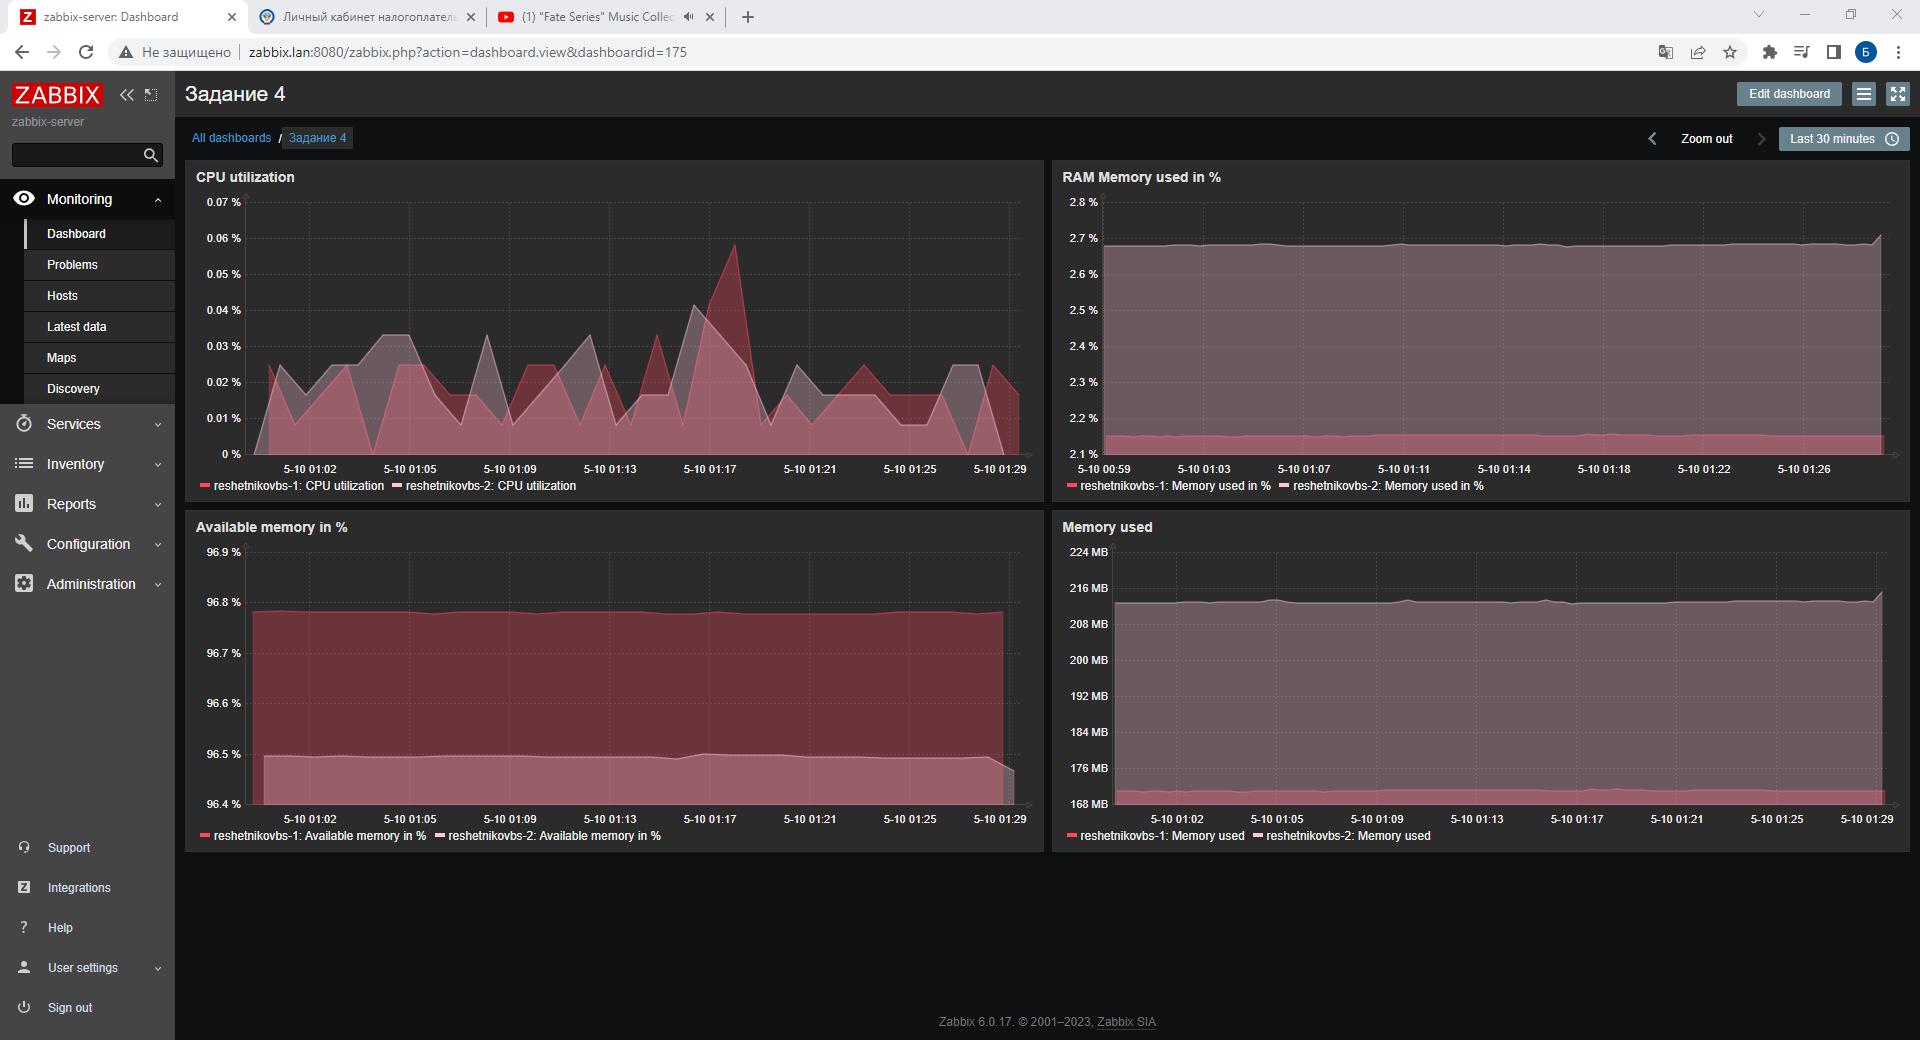 zabbix-server: Dashboard
Личный кабинет налогоплатель
(1) "Fate Series" Music Collec
Не защищено
zabbix.lan:8080/zabbix.php?action=dashboard.view&dashboardid=175
Б
ZABBIX
zabbix-server
Monitoring
Dashboard
Problems
Hosts
Latest data
Maps
Discovery
Services
Inventory
Reports
Configuration
Administration
Support
Integrations
Help
User settings
Sign out
Задание 4
Edit dashboard
All dashboards / Задание 4
Zoom out
Last 30 minutes
CPU utilization
0.07 %
0.06 %
0.05 %
0.04 %
0.03 %
0.02 %
0.01 %
0 %
5-10 01:02 5-10 01:05 5-10 01:09 5-10 01:13 5-10 01:17 5-10 01:21 5-10 01:25 5-10 01:29
reshetnikovbs-1: CPU utilization reshetnikovbs-2: CPU utilization
RAM Memory used in %
2.8 %
2.7 %
2.6 %
2.5 %
2.4 %
2.3 %
2.2 %
2.1 %
5-10 00:59 5-10 01:03 5-10 01:07 5-10 01:11 5-10 01:14 5-10 01:18 5-10 01:22 5-10 01:26
reshetnikovbs-1: Memory used in % reshetnikovbs-2: Memory used in %
Available memory in %
96.9 %
96.8 %
96.7 %
96.6 %
96.5 %
96.4 %
5-10 01:02 5-10 01:05 5-10 01:09 5-10 01:13 5-10 01:17 5-10 01:21 5-10 01:25 5-10 01:29
reshetnikovbs-1: Available memory in % reshetnikovbs-2: Available memory in %
Memory used
224 MB
216 MB
208 MB
200 MB
192 MB
184 MB
176 MB
168 MB
5-10 01:02 5-10 01:05 5-10 01:09 5-10 01:13 5-10 01:17 5-10 01:21 5-10 01:25 5-10 01:29
reshetnikovbs-1: Memory used reshetnikovbs-2: Memory used
Zabbix 6.0.17. © 2001–2023, Zabbix SIA